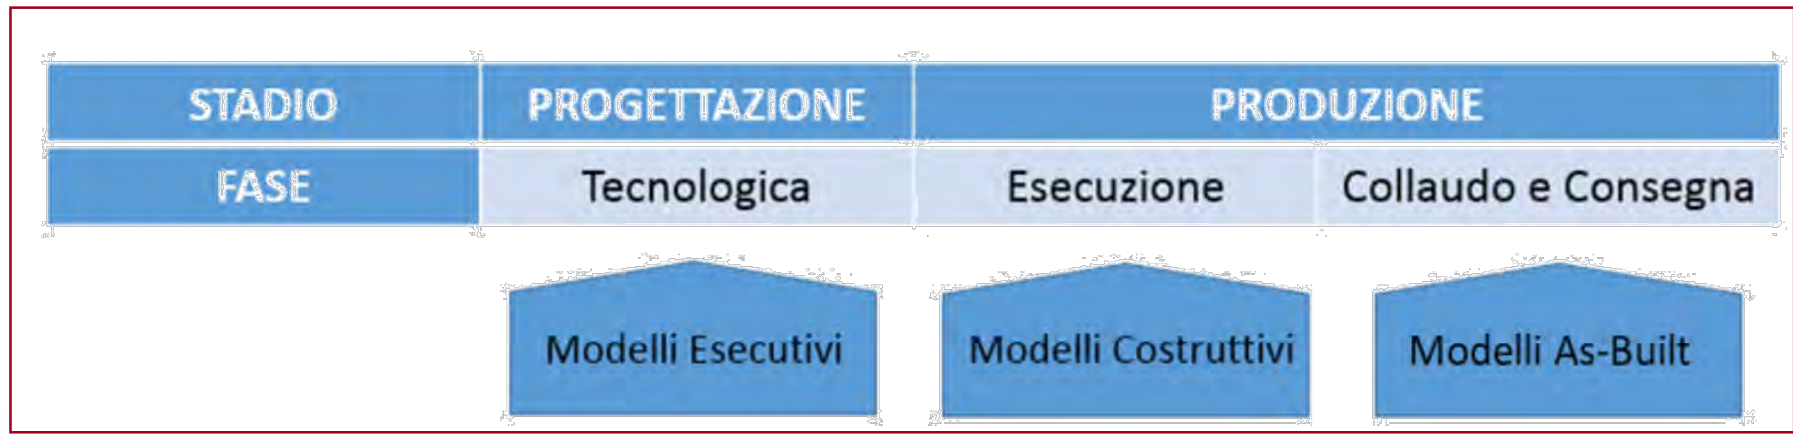 STADIO PROGETTAZIONE PRODUZIONE
FASE Tecnologica Esecuzione Collaudo e Consegna
Modelli Esecutivi Modelli Costruttivi Modelli As-Built